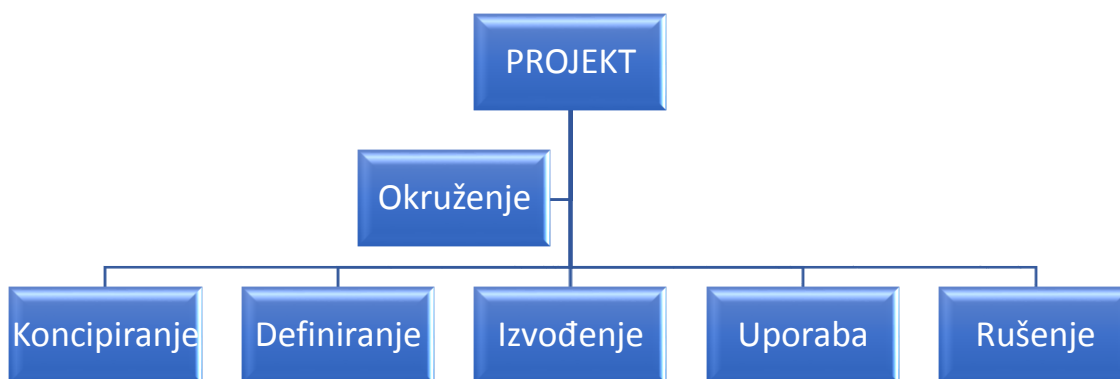 PROJEKT
Okruženje
Koncipiranje
Definiranje
Izvođenje
Uporaba
Rušenje